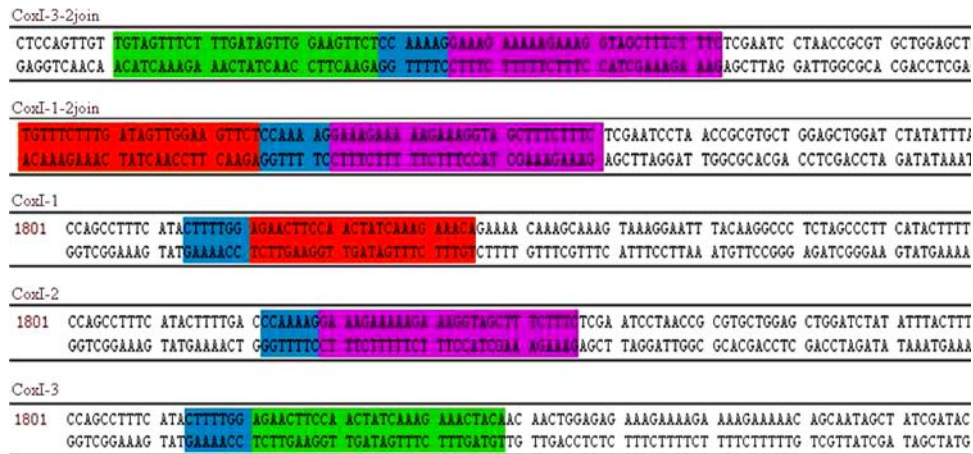 CoxI-3-2join
CTCCAGTTGT TGTAGTTTCT TTGATAGTTG GAAGTTCTCC AAAAGGAAAG AAAAAGAAAG GTAGCTTTCT TTCTCGAATC CCTAACCGCGT GCTGGAGCT
GAGGTCAACA ACATCAAAGA AACTATCAAC CTTCAAGAGG TTTTCCTTTC TTTTTCTTTC CATCGAAAGA AAGAGCTTAG GATTGGCGCA CGACCTCGA
CoxI-1-2join
TGTTTCTTTG ATAGTTGGAA GTTCTCCAAA AGGAAAGAAA AAGAAAGGTA GCTTTCTTTC TCGAATCCTA ACCGCGTGCT GGAGCTGGAT CTATATTTA
ACAAAGAAAC TATCAACCTT CAAGAGGTTT TCCTTTCTTT TTCTTTCCAT CGAAAGAAAG AGCTTAGGAT TGGCGCACGA CCTCGACCTA GATATAAAT
CoxI-1
1801 CCAGCCTTTC ATACTTTTGG AGAACTTCCA ACTATCAAAG AAACAGAAAA CAAAGCAAAG TAAAGGAATT TACAAGGCCC TCTAGCCCTT CATACTTTT
GGTCGGAAAG TATGAAAACC TCTTGAAGGT TGATAGTTTC TTTGTCTTTT GTTTCGTTTC ATTTCCTTAA ATGTTCCGGG AGATCGGGAA GTATGAAAA
CoxI-2
1801 CCAGCCTTTC ATACTTTTGA CCCAAAAGGA AAGAAAAAGA AAGGTAGCTT TCTTTCTCGA ATCCTAACCG CGTGCTGGAG CTGGATCTAT ATTTACTTT
GGTCGGAAAG TATGAAAACT GGGTTTTCCT TTCTTTTTCT TTCCATCGAA AGAAAGAGCT TAGGATTGGC GCACGACCTC GACCTAGATA TAAATGAAA
CoxI-3
1801 CCAGCCTTTC ATACTTTTGG AGAACTTCCA ACTATCAAAG AAACTACAAC AACTGGAGAG AAAGAAAAGA AAAGAAAAAC AGCAATAGCT ATCGATAC
GGTCGGAAAG TATGAAAACC TCTTGAAGGT TGATAGTTTC TTTGATGTTG TTGACCTCTC TTTCTTTTCT TTTCTTTTTG TCGTTATCGA TAGCTATG